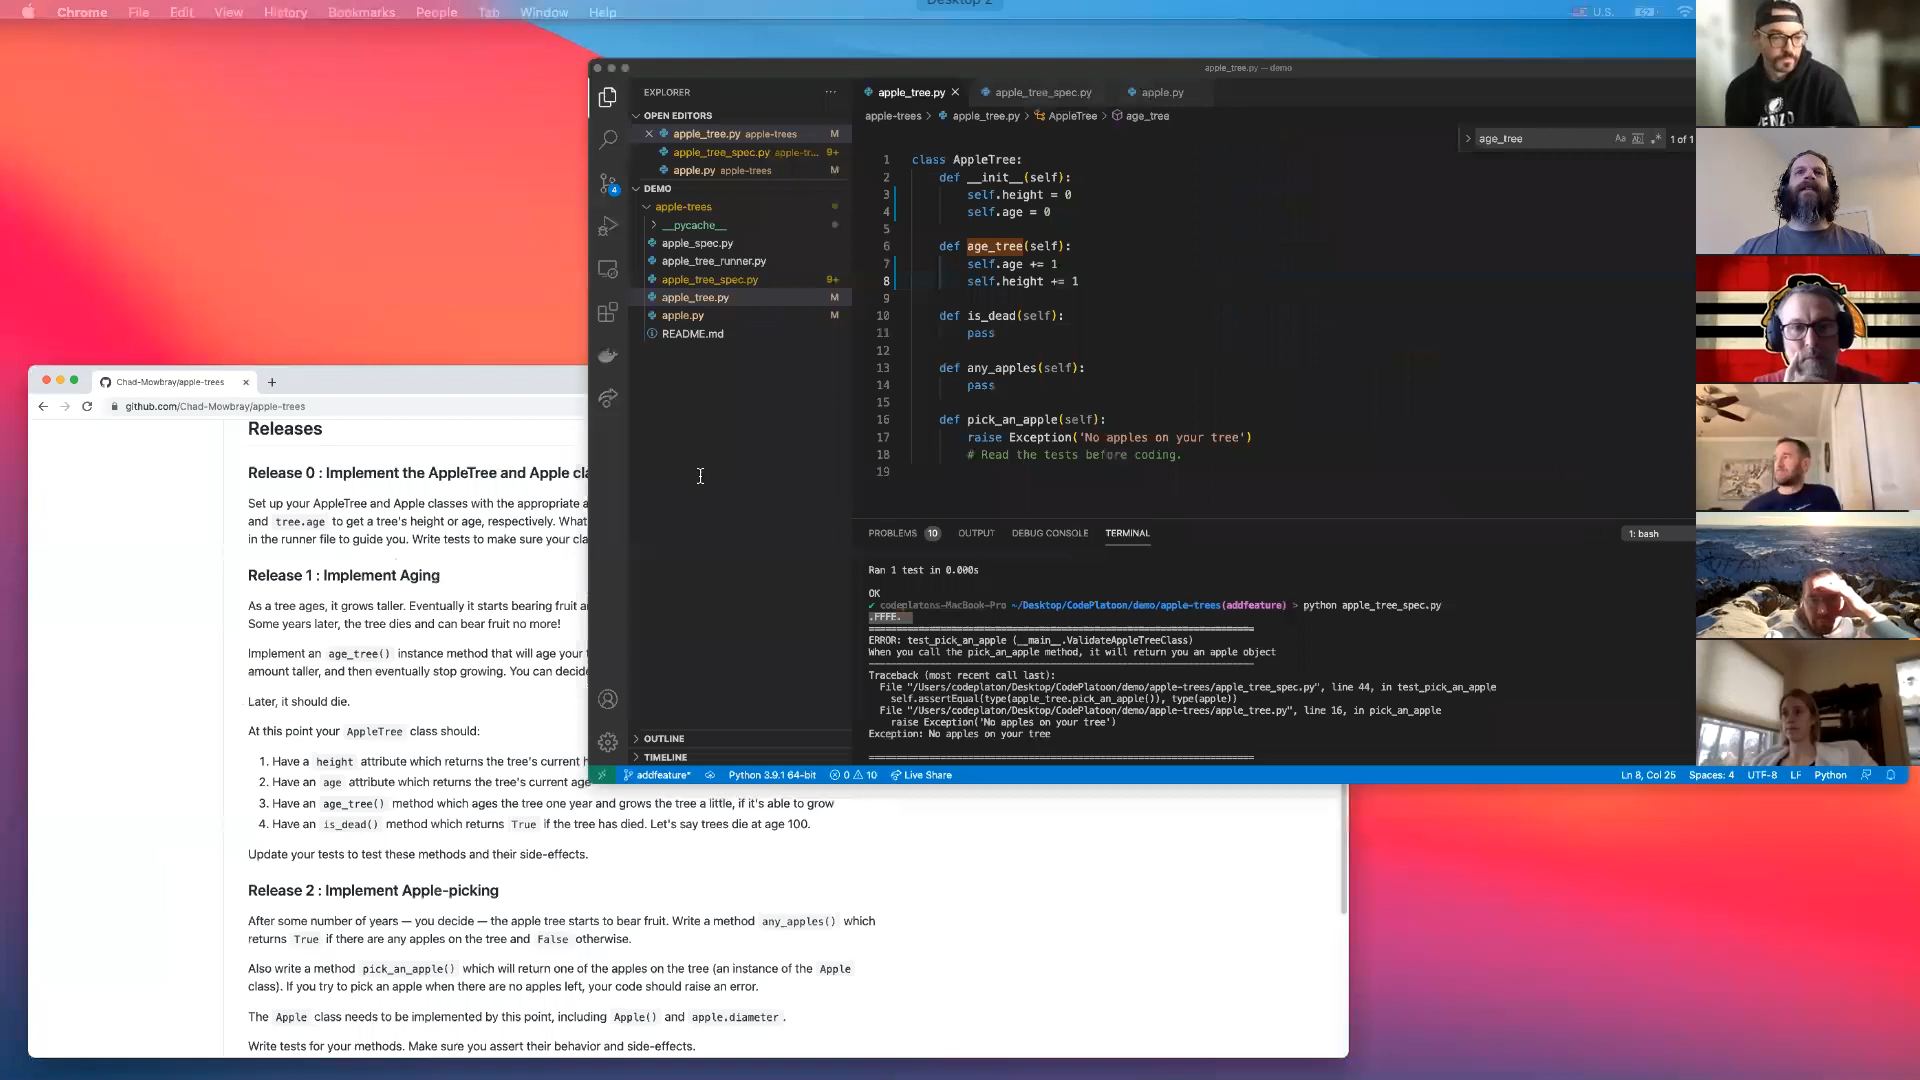 Chrome File Edit View History Bookmarks People Tab Window Help
Desktop 2
U.S.
apple_tree.py — demo
EXPLORER
apple_tree.py
apple_tree_spec.py
apple.py
OPEN EDITORS
apple_tree.py apple-trees M
apple_tree_spec.py apple-tr... 9+
apple.py apple-trees M
DEMO
apple-trees
__pycache__
apple_spec.py
apple_tree_runner.py
apple_tree_spec.py 9+
apple_tree.py M
apple.py M
README.md
OUTLINE
TIMELINE
4
apple-trees > apple_tree.py > AppleTree > age_tree
age_tree Aa 1 of 1
1 class AppleTree:
2 def __init__(self):
3 self.height = 0
4 self.age = 0
5
6 def age_tree(self):
7 self.age += 1
8 self.height += 1
9
10 def is_dead(self):
11 pass
12
13 def any_apples(self):
14 pass
15
16 def pick_an_apple(self):
17 raise Exception('No apples on your tree')
18 # Read the tests before coding.
19
PROBLEMS 10 OUTPUT DEBUG CONSOLE TERMINAL
1: bash
Ran 1 test in 0.000s
OK
codeplatons-MacBook-Pro ~/Desktop/CodePlatoon/demo/apple-trees(addfeature) > python apple_tree_spec.py
.FFFE.
======================================================================
ERROR: test_pick_an_apple (__main__.ValidateAppleTreeClass)
When you call the pick_an_apple method, it will return you an apple object
----------------------------------------------------------------------
Traceback (most recent call last):
File "/Users/codeplaton/Desktop/CodePlatoon/demo/apple-trees/apple_tree_spec.py", line 44, in test_pick_an_apple
self.assertEqual(type(apple_tree.pick_an_apple()), type(apple))
File "/Users/codeplaton/Desktop/CodePlatoon/demo/apple-trees/apple_tree.py", line 16, in pick_an_apple
raise Exception('No apples on your tree')
Exception: No apples on your tree
======================================================================
addfeature* Python 3.9.1 64-bit 0 10 Live Share Ln 8, Col 25 Spaces: 4 UTF-8 LF Python
Chad-Mowbray/apple-trees
github.com/Chad-Mowbray/apple-trees
Releases
Release 0 : Implement the AppleTree and Apple cla
Set up your AppleTree and Apple classes with the appropriate a
and tree.age to get a tree's height or age, respectively. What
in the runner file to guide you. Write tests to make sure your cla
Release 1 : Implement Aging
As a tree ages, it grows taller. Eventually it starts bearing fruit a
Some years later, the tree dies and can bear fruit no more!
Implement an age_tree() instance method that will age your t
amount taller, and then eventually stop growing. You can decide
Later, it should die.
At this point your AppleTree class should:
1. Have a height attribute which returns the tree's current h
2. Have an age attribute which returns the tree's current age
3. Have an age_tree() method which ages the tree one year and grows the tree a little, if it's able to grow
4. Have an is_dead() method which returns True if the tree has died. Let's say trees die at age 100.
Update your tests to test these methods and their side-effects.
Release 2 : Implement Apple-picking
After some number of years — you decide — the apple tree starts to bear fruit. Write a method any_apples() which
returns True if there are any apples on the tree and False otherwise.
Also write a method pick_an_apple() which will return one of the apples on the tree (an instance of the Apple
class). If you try to pick an apple when there are no apples left, your code should raise an error.
The Apple class needs to be implemented by this point, including Apple() and apple.diameter.
Write tests for your methods. Make sure you assert their behavior and side-effects.